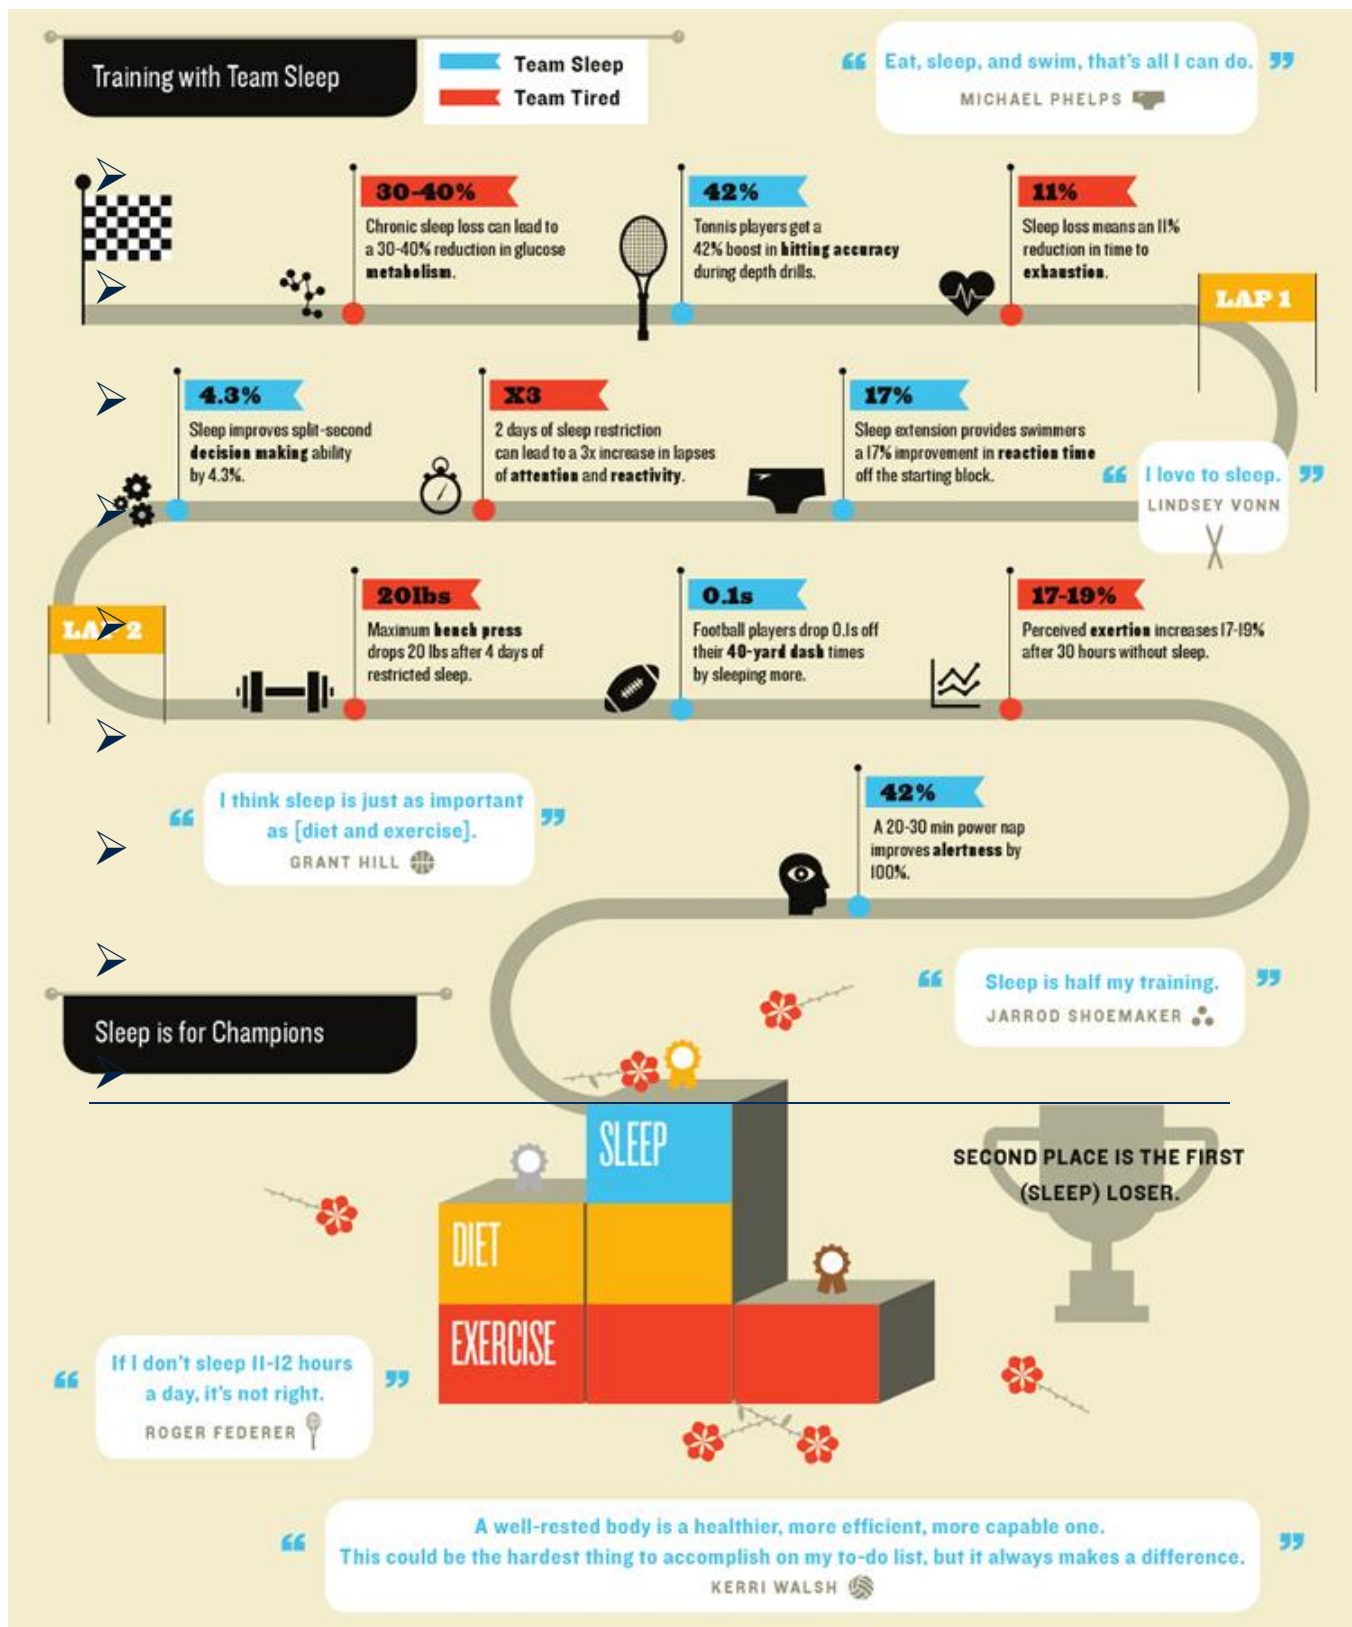 Training with Team Sleep
Team Sleep
Team Tired
“ Eat, sleep, and swim, that's all I can do. ”
MICHAEL PHELPS
30-40%
Chronic sleep loss can lead to
a 30-40% reduction in glucose
metabolism.
42%
Tennis players get a
42% boost in hitting accuracy
during depth drills.
11%
Sleep loss means an 11%
reduction in time to
exhaustion.
LAP 1
4.3%
Sleep improves split-second
decision making ability
by 4.3%.
X3
2 days of sleep restriction
can lead to a 3x increase in lapses
of attention and reactivity.
17%
Sleep extension provides swimmers
a 17% improvement in reaction time
off the starting block.
“ I love to sleep. ”
LINDSEY VONN
LAP 2
20lbs
Maximum bench press
drops 20 lbs after 4 days of
restricted sleep.
0.1s
Football players drop 0.1s off
their 40-yard dash times
by sleeping more.
17-19%
Perceived exertion increases 17-19%
after 30 hours without sleep.
“ I think sleep is just as important
as [diet and exercise]. ”
GRANT HILL
42%
A 20-30 min power nap
improves alertness by
100%.
“ Sleep is half my training. ”
JARROD SHOEMAKER
Sleep is for Champions
SLEEP
DIET
EXERCISE
SECOND PLACE IS THE FIRST
(SLEEP) LOSER.
“ If I don't sleep 11-12 hours
a day, it's not right. ”
ROGER FEDERER
“ A well-rested body is a healthier, more efficient, more capable one.
This could be the hardest thing to accomplish on my to-do list, but it always makes a difference. ”
KERRI WALSH